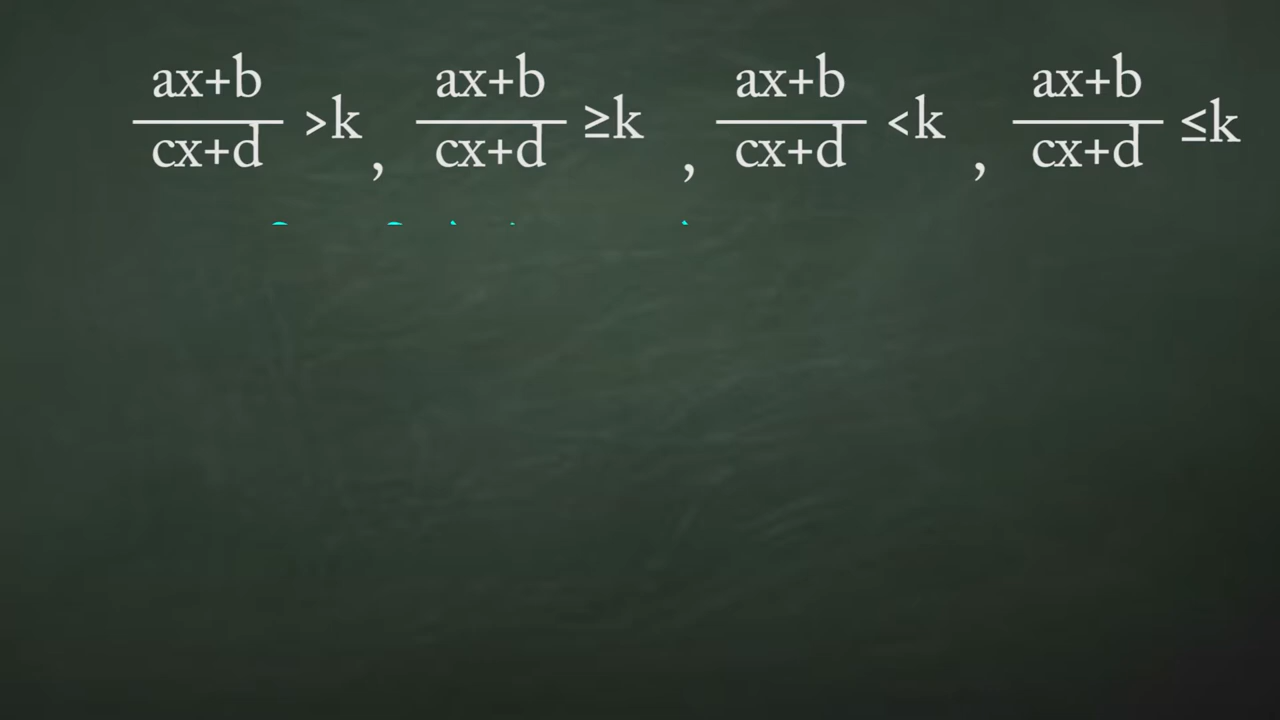 ax+b/cx+d >k , ax+b/cx+d ≥k , ax+b/cx+d <k , ax+b/cx+d ≤k